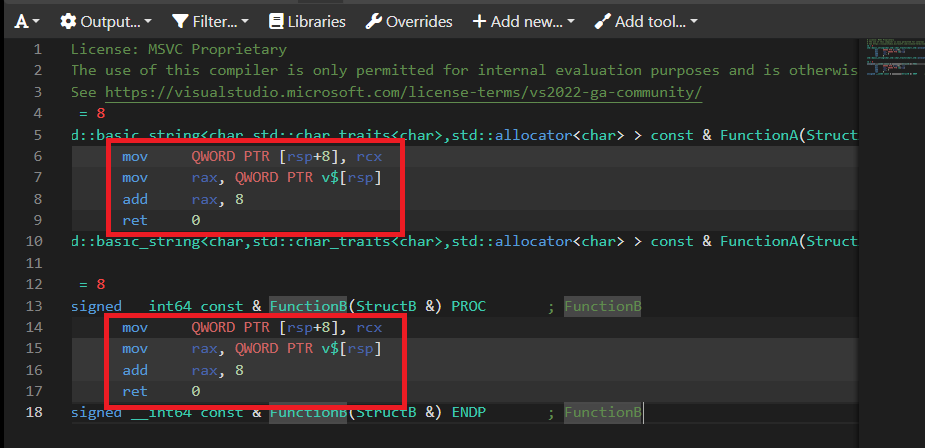 A Output... Filter... Libraries Overrides + Add new... Add tool...
1 License: MSVC Proprietary
2 The use of this compiler is only permitted for internal evaluation purposes and is otherwis
3 See https://visualstudio.microsoft.com/license-terms/vs2022-ga-community/
4 = 8
5 d::basic_string<char,std::char_traits<char>,std::allocator<char> > const & FunctionA(Struct
6 mov QWORD PTR [rsp+8], rcx
7 mov rax, QWORD PTR v$[rsp]
8 add rax, 8
9 ret 0
10 d::basic_string<char,std::char_traits<char>,std::allocator<char> > const & FunctionA(Struct
11
12 = 8
13 signed __int64 const & FunctionB(StructB &) PROC ; FunctionB
14 mov QWORD PTR [rsp+8], rcx
15 mov rax, QWORD PTR v$[rsp]
16 add rax, 8
17 ret 0
18 signed __int64 const & FunctionB(StructB &) ENDP ; FunctionB